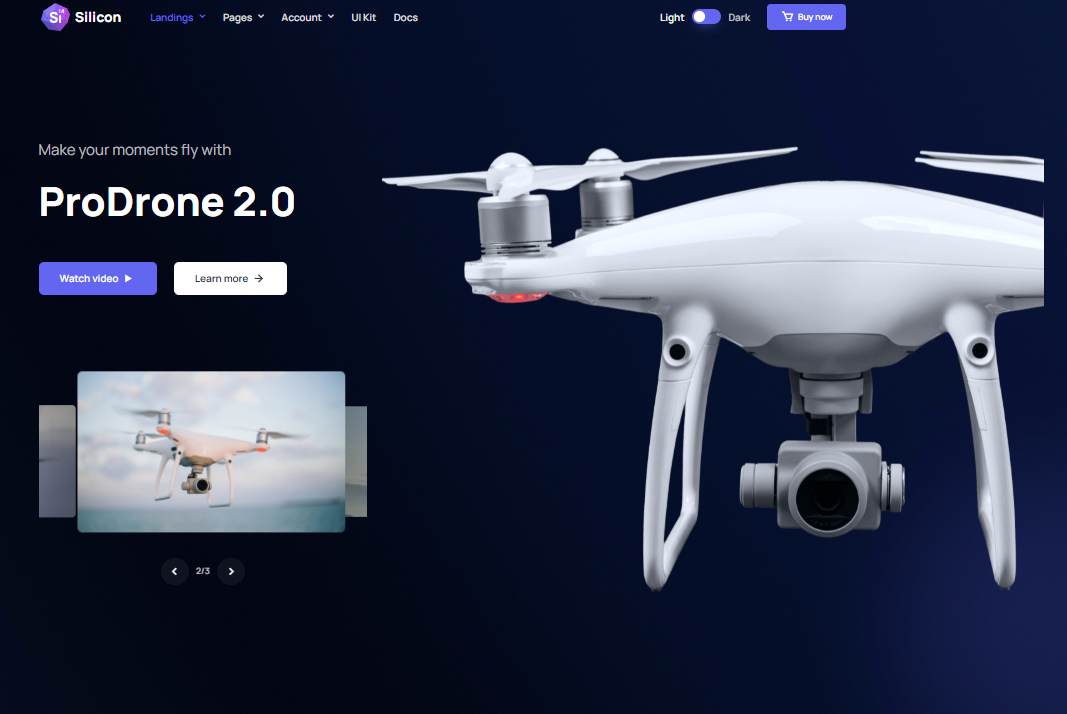 Si 14 Silicon Landings Pages Account UI Kit Docs Light Dark Buy now
Make your moments fly with
ProDrone 2.0
Watch video Learn more
2/3